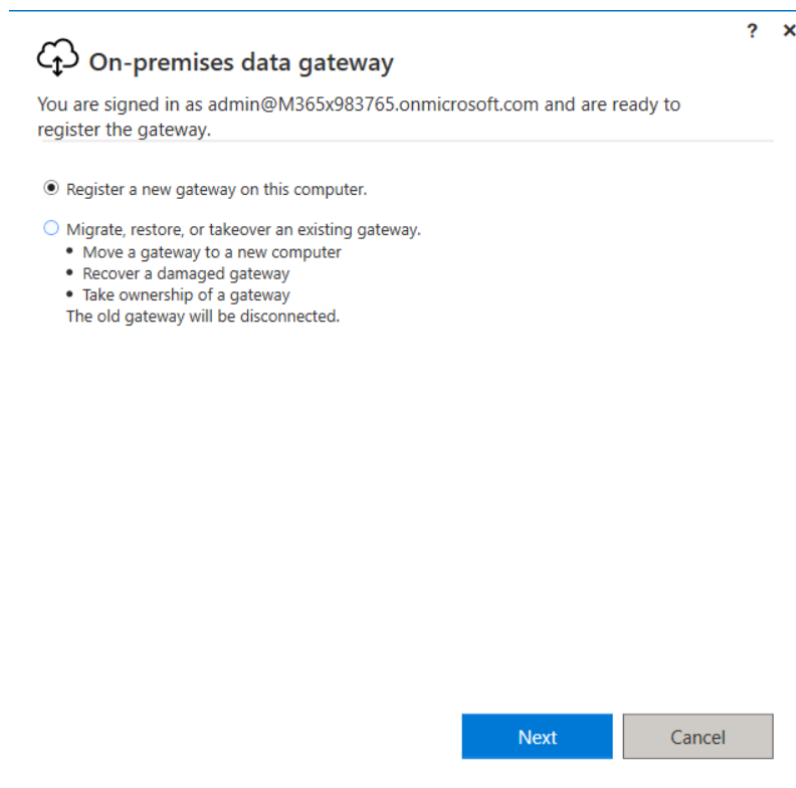 ? ×
On-premises data gateway
You are signed in as admin@M365x983765.onmicrosoft.com and are ready to
register the gateway.
Register a new gateway on this computer.
Migrate, restore, or takeover an existing gateway.
• Move a gateway to a new computer
• Recover a damaged gateway
• Take ownership of a gateway
The old gateway will be disconnected.
Next Cancel